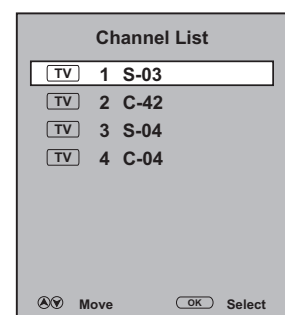 Channel List
TV 1 S-03
TV 2 C-42
TV 3 S-04
TV 4 C-04
Move OK Select